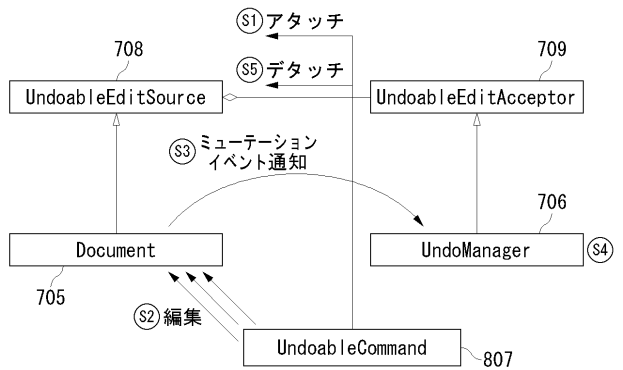 S1 アタッチ
708
709
S5 デタッチ
UndoableEditSource
UndoableEditAcceptor
S3 ミューテーション
イベント通知
706
Document
UndoManager
S4
705
S2 編集
UndoableCommand
807